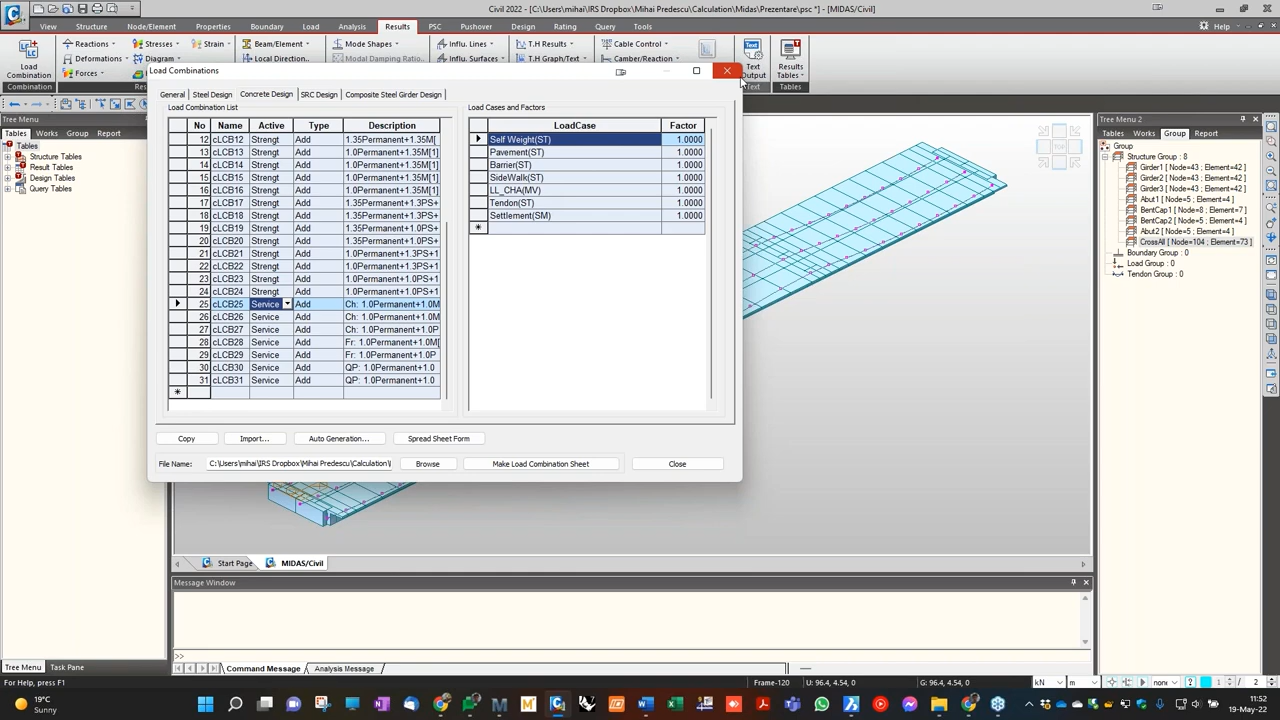 Civil 2022 - [C:\Users\mihai\IRS Dropbox\Mihai Predescu\Calculation\Midas\Prezentare\psc *] - [MIDAS/Civil]
View Structure Node/Element Properties Boundary Load Analysis Results PSC Pushover Design Rating Query Tools Help
Load Combination
Reactions
Deformations
Forces
Stresses
Diagram
Strain
Beam/Element
Local Direction.
Mode Shapes
Modal Damping Ratio..
Influ. Lines
Influ. Surfaces
T.H Results
T.H Graph/Text
Cable Control
Camber/Reaction
Text Output
Results Tables
Text
Tables
Tree Menu
Tables Works Group Report
Tables
Structure Tables
Result Tables
Design Tables
Query Tables
Load Combinations
General Steel Design Concrete Design SRC Design Composite Steel Girder Design
Load Combination List
No Name Active Type Description
12 cLCB12 Strengt Add 1.35Permanent+1.35M[
13 cLCB13 Strengt Add 1.35Permanent+1.35M[1]
14 cLCB14 Strengt Add 1.0Permanent+1.35M[1]
15 cLCB15 Strengt Add 1.0Permanent+1.35M[1]
16 cLCB16 Strengt Add 1.0Permanent+1.35M[1]
17 cLCB17 Strengt Add 1.35Permanent+1.3PS+
18 cLCB18 Strengt Add 1.35Permanent+1.3PS+
19 cLCB19 Strengt Add 1.35Permanent+1.0PS+
20 cLCB20 Strengt Add 1.35Permanent+1.0PS+
21 cLCB21 Strengt Add 1.0Permanent+1.3PS+1
22 cLCB22 Strengt Add 1.0Permanent+1.3PS+1
23 cLCB23 Strengt Add 1.0Permanent+1.0PS+1
24 cLCB24 Strengt Add 1.0Permanent+1.0PS+1
25 cLCB25 Service Add Ch: 1.0Permanent+1.0M
26 cLCB26 Service Add Ch: 1.0Permanent+1.0M
27 cLCB27 Service Add Ch: 1.0Permanent+1.0P
28 cLCB28 Service Add Fr: 1.0Permanent+1.0M[
29 cLCB29 Service Add Fr: 1.0Permanent+1.0P
30 cLCB30 Service Add QP: 1.0Permanent+1.0
31 cLCB31 Service Add QP: 1.0Permanent+1.0
Load Cases and Factors
LoadCase Factor
Self Weight(ST) 1.0000
Pavement(ST) 1.0000
Barrier(ST) 1.0000
SideWalk(ST) 1.0000
LL_CHA(MV) 1.0000
Tendon(ST) 1.0000
Settlement(SM) 1.0000
Copy Import... Auto Generation... Spread Sheet Form
File Name: C:\Users\mihai\IRS Dropbox\Mihai Predescu\Calculation\ Browse Make Load Combination Sheet Close
TOP
Tree Menu 2
Tables Works Group Report
Group
Structure Group : 8
Girder1 [ Node=43 ; Element=42 ]
Girder2 [ Node=43 ; Element=42 ]
Girder3 [ Node=43 ; Element=42 ]
Abut1 [ Node=5 ; Element=4 ]
BentCap1 [ Node=8 ; Element=7 ]
BentCap2 [ Node=5 ; Element=4 ]
Abut2 [ Node=5 ; Element=4 ]
CrossAll [ Node=104 ; Element=73 ]
Boundary Group : 0
Load Group : 0
Tendon Group : 0
Start Page MIDAS/Civil
Message Window
>>
Tree Menu Task Pane
Command Message Analysis Message
For Help, press F1
Frame-120 U: 96.4, 4.54, 0 G: 96.4, 4.54, 0 kN m none 1 / 2
19°C
Sunny
11:52
19-May-22